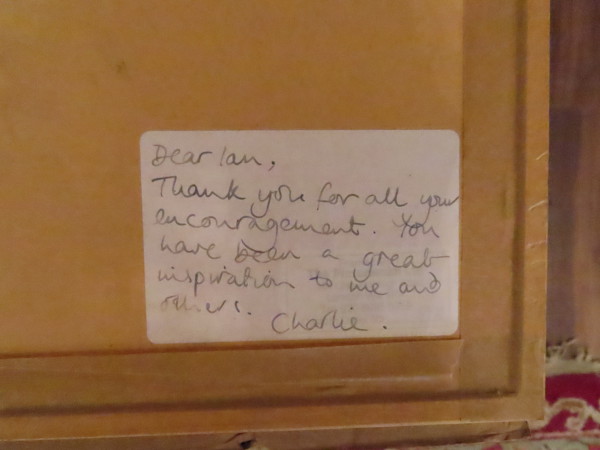 Dear Ian,
Thank you for all your
encouragement. You
have been a great
inspiration to me and
others.
Charlie.